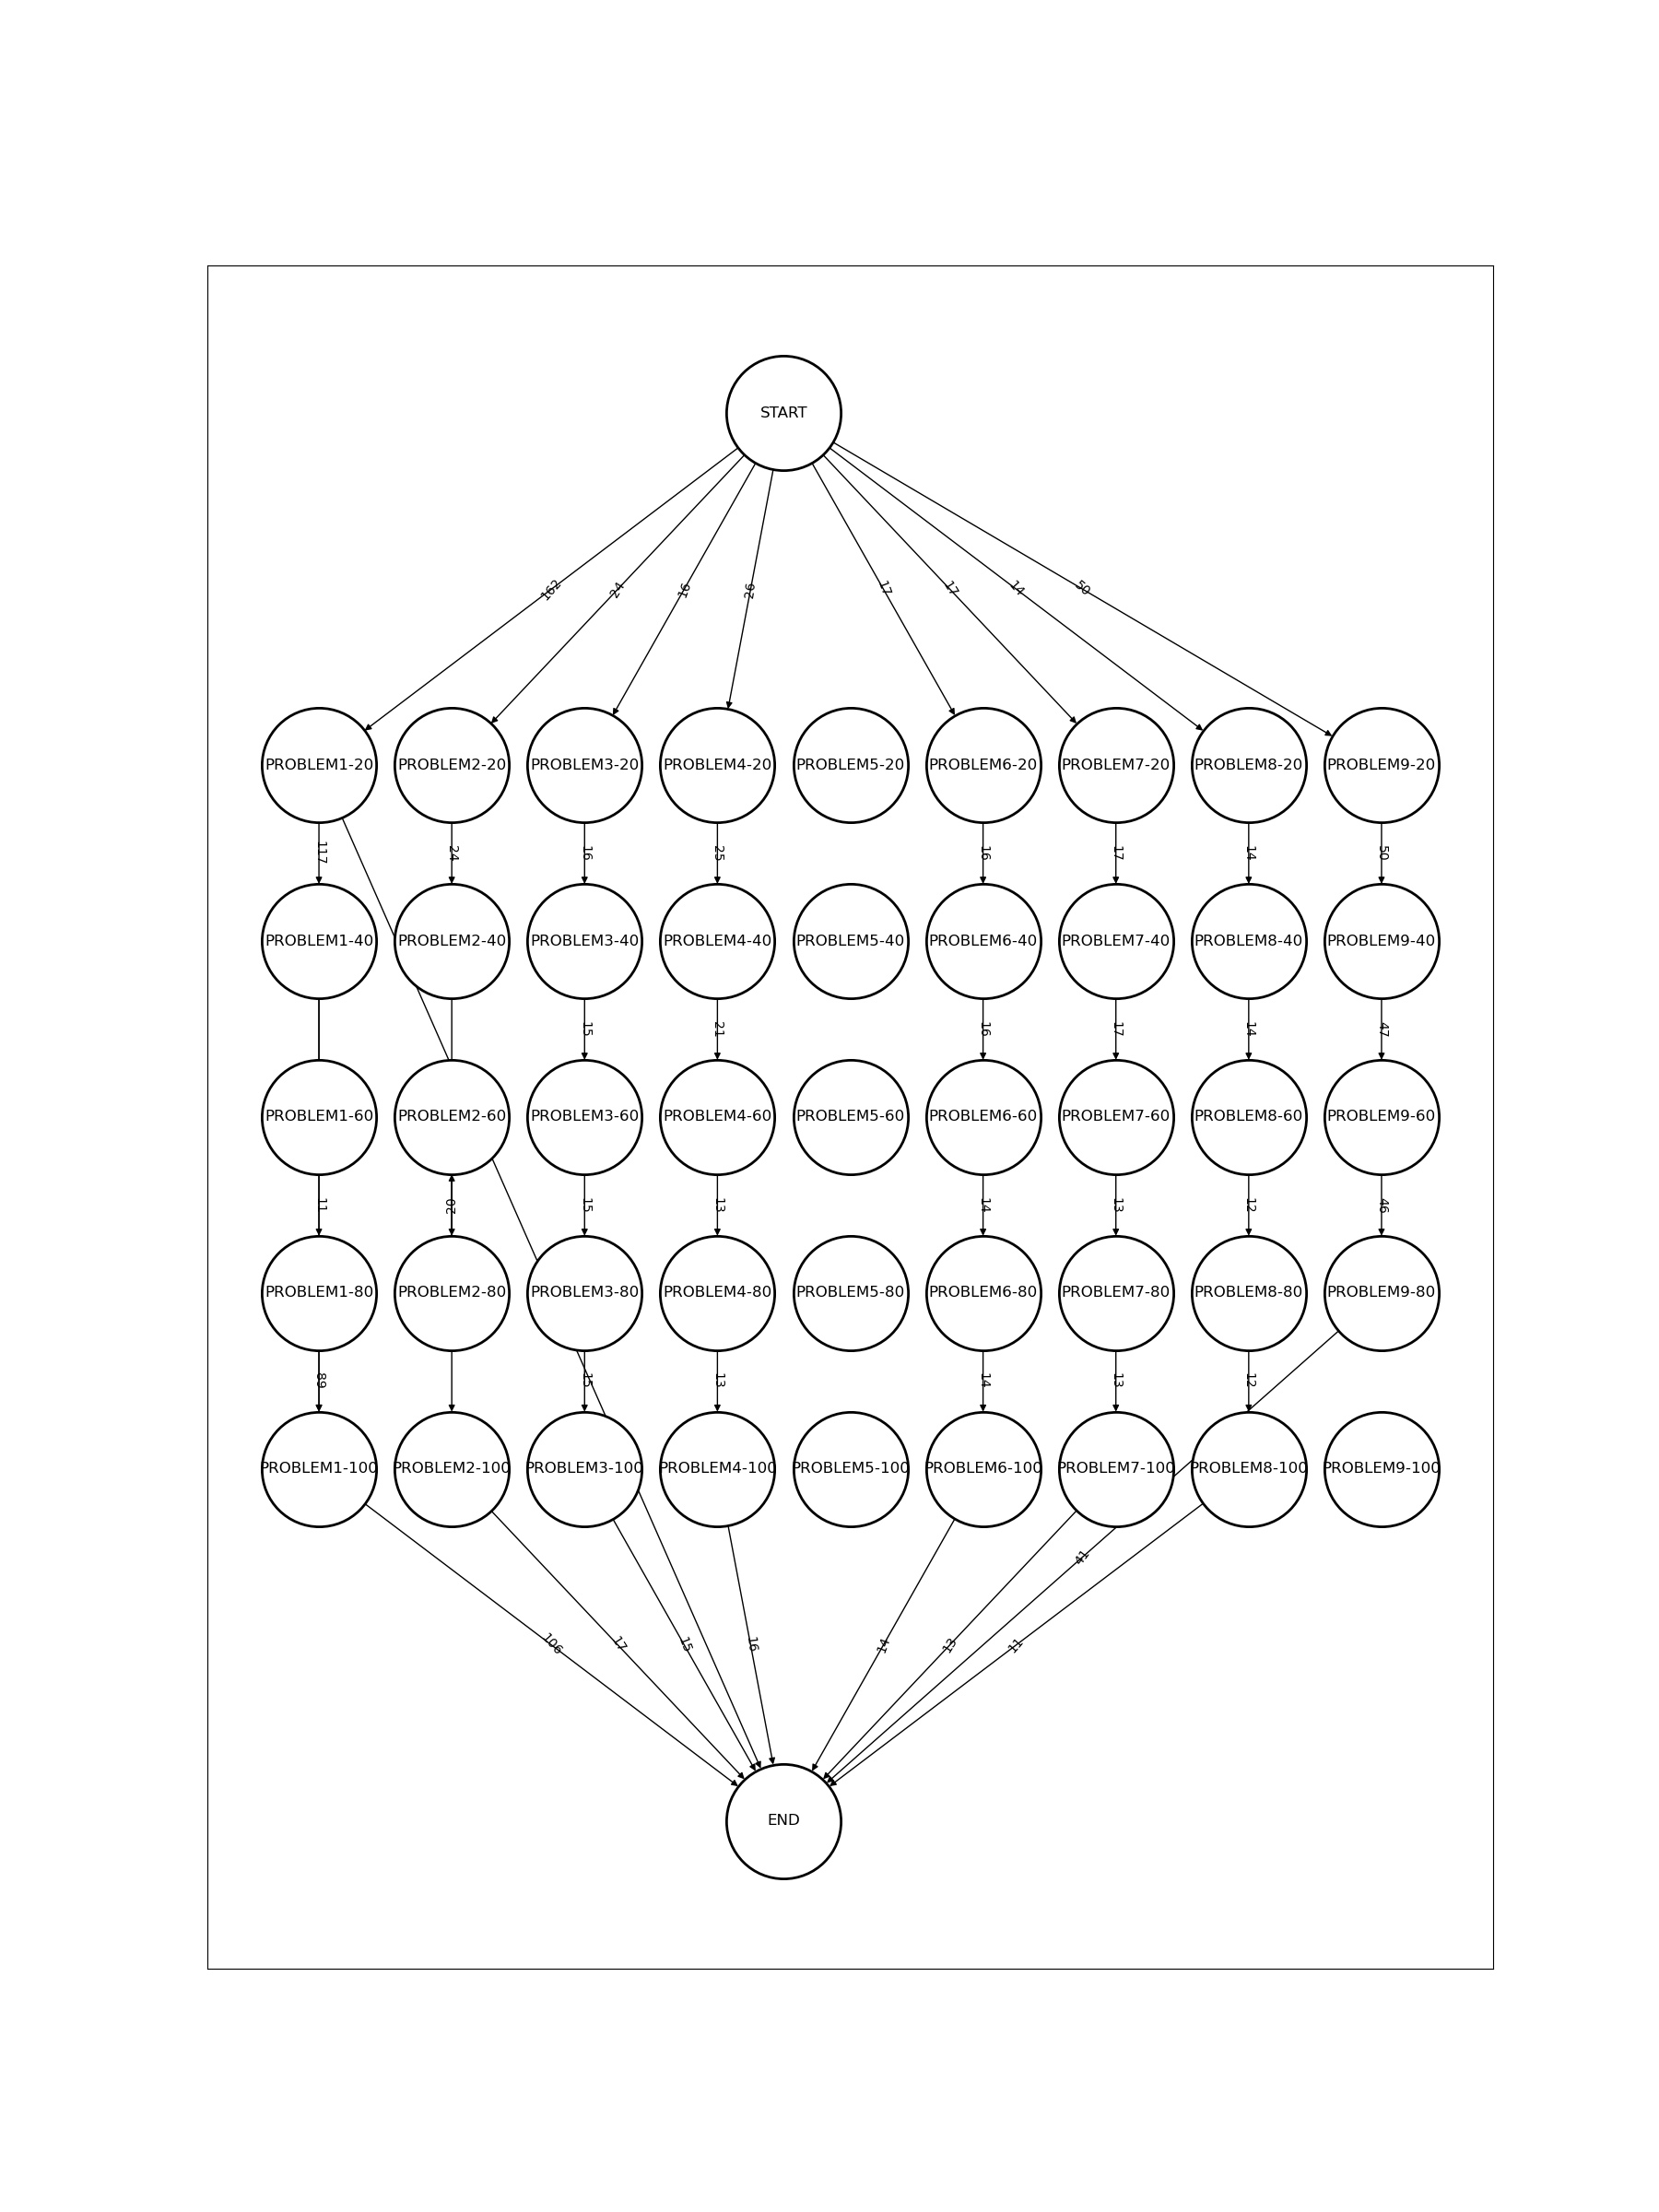 START
162 24 16 26 17 17 14 50
PROBLEM1-20 PROBLEM2-20 PROBLEM3-20 PROBLEM4-20 PROBLEM5-20 PROBLEM6-20 PROBLEM7-20 PROBLEM8-20 PROBLEM9-20
117 24 16 25 16 17 14 50
PROBLEM1-40 PROBLEM2-40 PROBLEM3-40 PROBLEM4-40 PROBLEM5-40 PROBLEM6-40 PROBLEM7-40 PROBLEM8-40 PROBLEM9-40
15 21 16 17 14 47
PROBLEM1-60 PROBLEM2-60 PROBLEM3-60 PROBLEM4-60 PROBLEM5-60 PROBLEM6-60 PROBLEM7-60 PROBLEM8-60 PROBLEM9-60
11 20 15 13 14 13 12 46
PROBLEM1-80 PROBLEM2-80 PROBLEM3-80 PROBLEM4-80 PROBLEM5-80 PROBLEM6-80 PROBLEM7-80 PROBLEM8-80 PROBLEM9-80
89 15 13 14 13 12
PROBLEM1-100 PROBLEM2-100 PROBLEM3-100 PROBLEM4-100 PROBLEM5-100 PROBLEM6-100 PROBLEM7-100 PROBLEM8-100 PROBLEM9-100
41
106 17 15 16 14 13 11
END